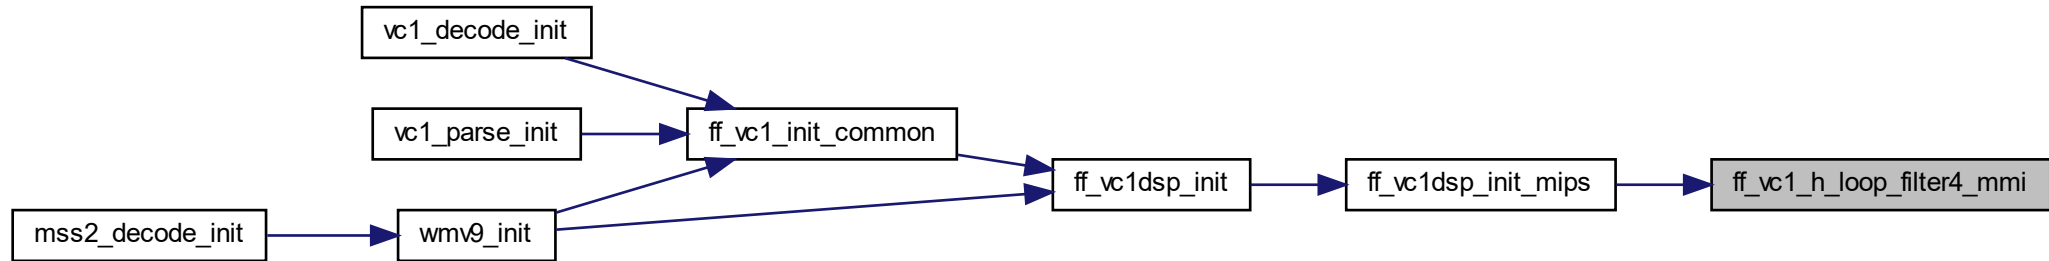 vc1_decode_init
vc1_parse_init
ff_vc1_init_common
ff_vc1dsp_init
ff_vc1dsp_init_mips
ff_vc1_h_loop_filter4_mmi
mss2_decode_init
wmv9_init